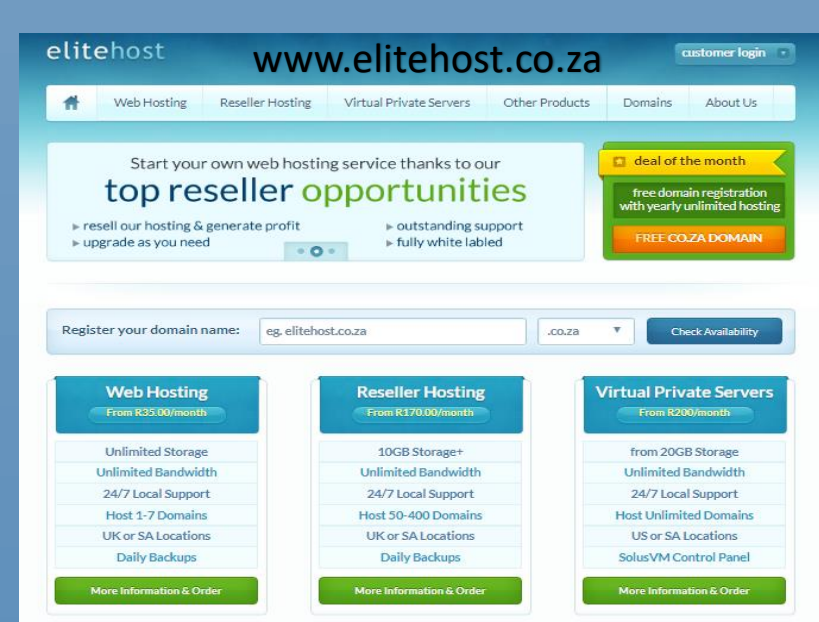 elitehost
www.elitehost.co.za
customer login
Web Hosting
Reseller Hosting
Virtual Private Servers
Other Products
Domains
About Us
Start your own web hosting service thanks to our
top reseller opportunities
resell our hosting & generate profit
upgrade as you need
outstanding support
fully white labled
deal of the month
free domain registration
with yearly unlimited hosting
FREE CO.ZA DOMAIN
Register your domain name:
eg. elitehost.co.za
.co.za
Check Availability
Web Hosting
From R35.00/month
Unlimited Storage
Unlimited Bandwidth
24/7 Local Support
Host 1-7 Domains
UK or SA Locations
Daily Backups
More Information & Order
Reseller Hosting
From R170.00/month
10GB Storage+
Unlimited Bandwidth
24/7 Local Support
Host 50-400 Domains
UK or SA Locations
Daily Backups
More Information & Order
Virtual Private Servers
From R200/month
from 20GB Storage
Unlimited Bandwidth
24/7 Local Support
Host Unlimited Domains
US or SA Locations
SolusVM Control Panel
More Information & Order